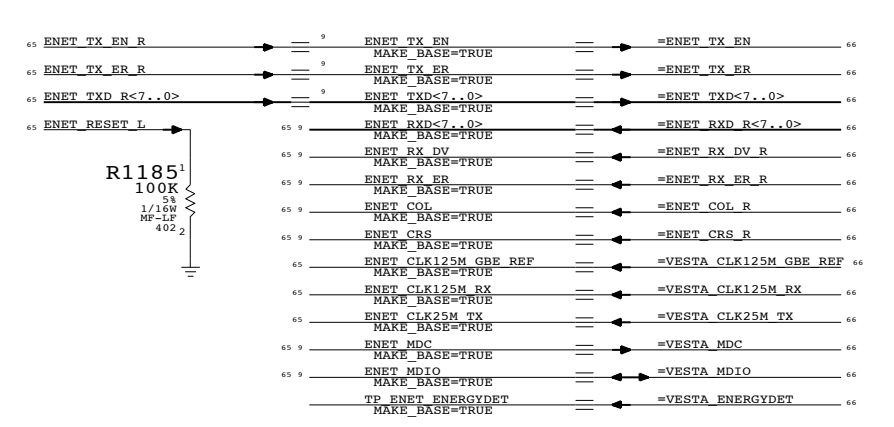 65 ENET_TX_EN_R 9 ENET_TX_EN =ENET_TX_EN 66
MAKE_BASE=TRUE
65 ENET_TX_ER_R 9 ENET_TX_ER =ENET_TX_ER 66
MAKE_BASE=TRUE
65 ENET_TXD_R<7..0> 9 ENET_TXD<7..0> =ENET_TXD<7..0> 66
MAKE_BASE=TRUE
65 ENET_RESET_L 65 9 ENET_RXD<7..0> =ENET_RXD_R<7..0> 66
MAKE_BASE=TRUE
65 9 ENET_RX_DV =ENET_RX_DV_R 66
MAKE_BASE=TRUE
R1185 1
100K
5%
1/16W
MF-LF
402 2
65 9 ENET_RX_ER =ENET_RX_ER_R 66
MAKE_BASE=TRUE
65 9 ENET_COL =ENET_COL_R 66
MAKE_BASE=TRUE
65 9 ENET_CRS =ENET_CRS_R 66
MAKE_BASE=TRUE
65 ENET_CLK125M_GBE_REF =VESTA_CLK125M_GBE_REF 66
MAKE_BASE=TRUE
65 ENET_CLK125M_RX =VESTA_CLK125M_RX 66
MAKE_BASE=TRUE
65 ENET_CLK25M_TX =VESTA_CLK25M_TX 66
MAKE_BASE=TRUE
65 9 ENET_MDC =VESTA_MDC 66
MAKE_BASE=TRUE
65 9 ENET_MDIO =VESTA_MDIO 66
MAKE_BASE=TRUE
TP_ENET_ENERGYDET =VESTA_ENERGYDET 66
MAKE_BASE=TRUE